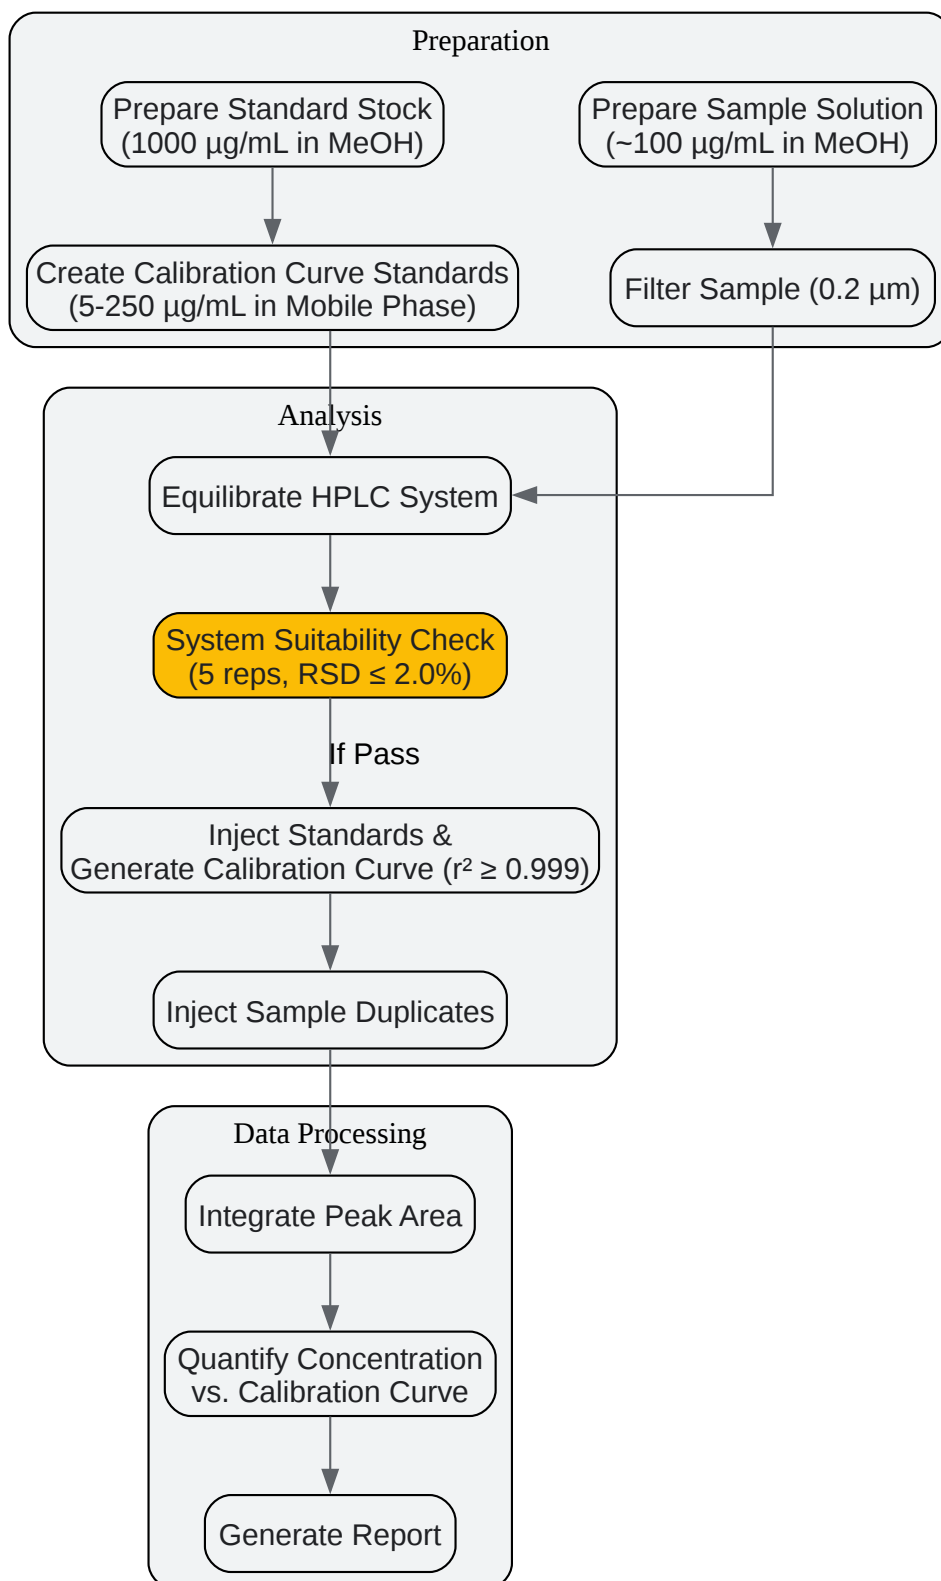 Preparation
Prepare Standard Stock
(1000 µg/mL in MeOH)
Prepare Sample Solution
(~100 µg/mL in MeOH)
Create Calibration Curve Standards
(5-250 µg/mL in Mobile Phase)
Filter Sample (0.2 µm)
Analysis
Equilibrate HPLC System
System Suitability Check
(5 reps, RSD ≤ 2.0%)
If Pass
Inject Standards &
Generate Calibration Curve (r² ≥ 0.999)
Inject Sample Duplicates
Data Processing
Integrate Peak Area
Quantify Concentration
vs. Calibration Curve
Generate Report